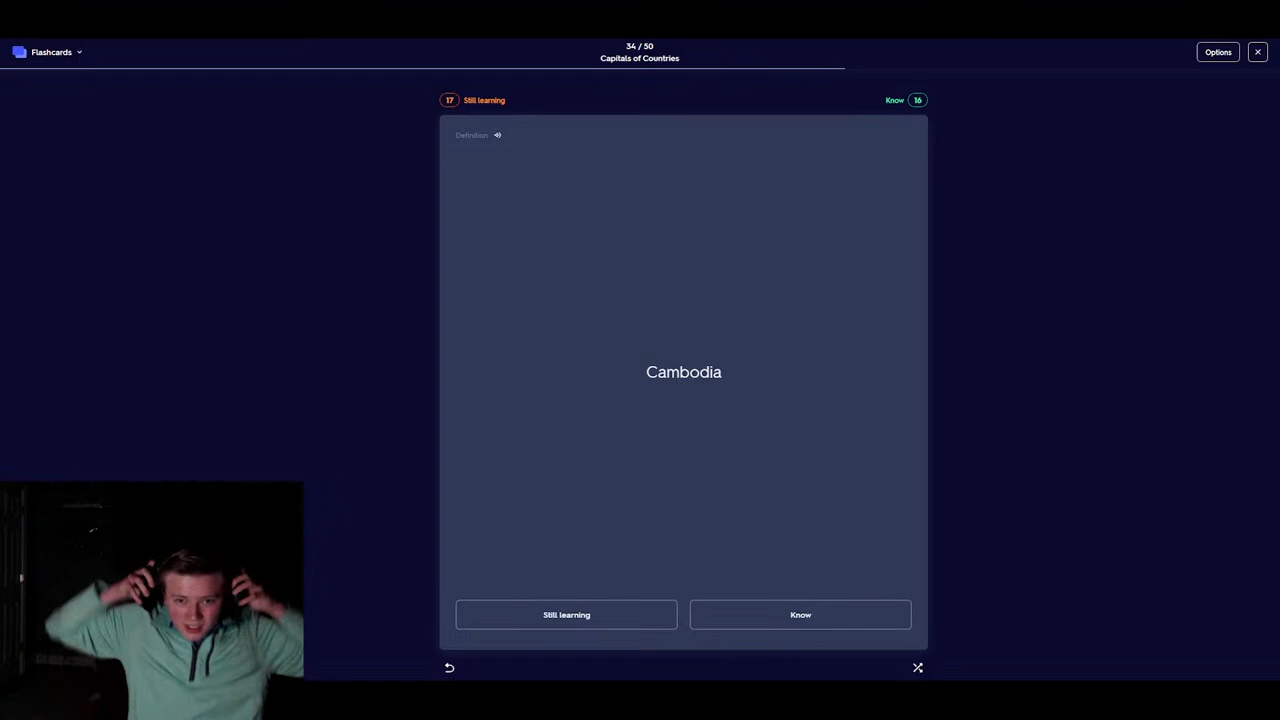 Flashcards
34 / 50
Capitals of Countries
Options
17 Still learning
Know 16
Definition
Cambodia
Still learning
Know